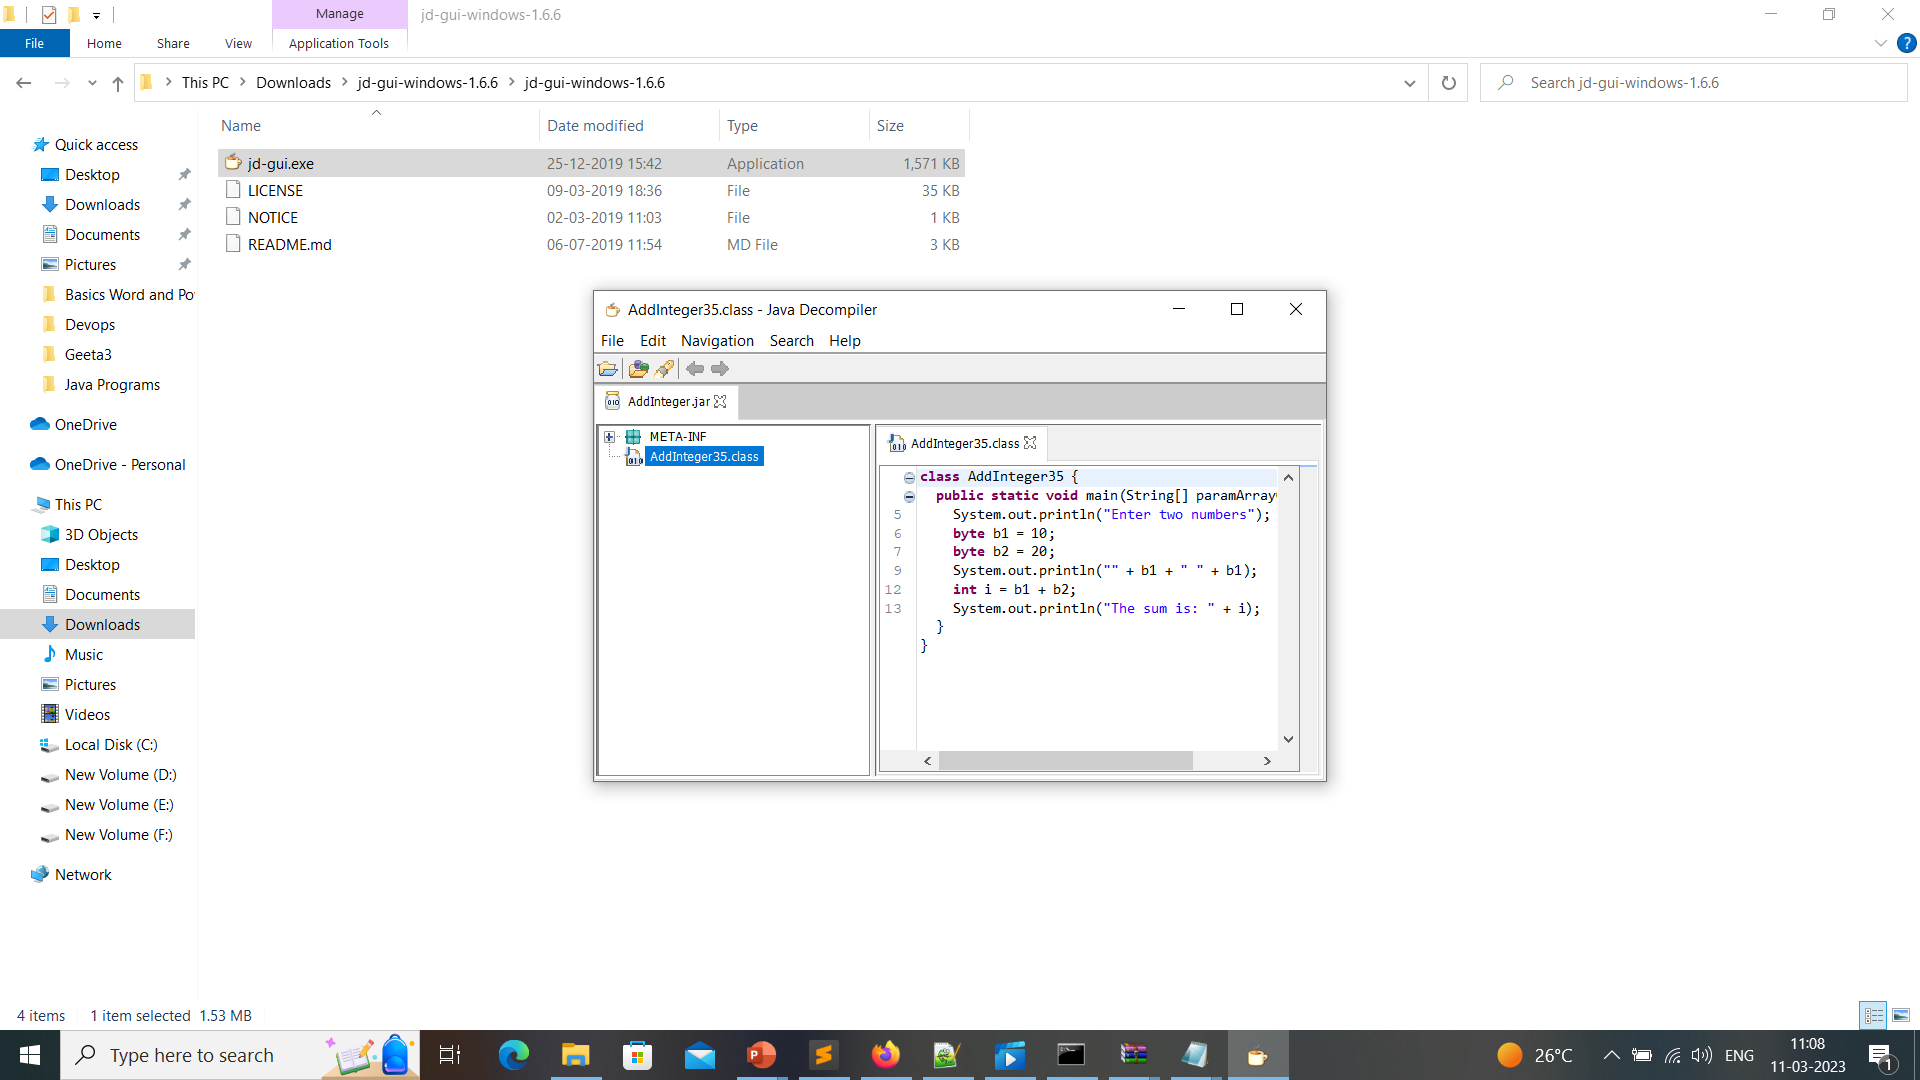 Manage
jd-gui-windows-1.6.6
File
Home
Share
View
Application Tools
This PC
Downloads
jd-gui-windows-1.6.6
jd-gui-windows-1.6.6
Search jd-gui-windows-1.6.6
Name
Date modified
Type
Size
jd-gui.exe 25-12-2019 15:42 Application 1,571 KB
LICENSE 09-03-2019 18:36 File 35 KB
NOTICE 02-03-2019 11:03 File 1 KB
README.md 06-07-2019 11:54 MD File 3 KB
Quick access
Desktop
Downloads
Documents
Pictures
Basics Word and Po
Devops
Geeta3
Java Programs
OneDrive
OneDrive - Personal
This PC
3D Objects
Desktop
Documents
Downloads
Music
Pictures
Videos
Local Disk (C:)
New Volume (D:)
New Volume (E:)
New Volume (F:)
Network
AddInteger35.class - Java Decompiler
File Edit Navigation Search Help
AddInteger.jar
META-INF
AddInteger35.class
AddInteger35.class
class AddInteger35 {
public static void main(String[] paramArray
5 System.out.println("Enter two numbers");
6 byte b1 = 10;
7 byte b2 = 20;
9 System.out.println("" + b1 + " " + b1);
12 int i = b1 + b2;
13 System.out.println("The sum is: " + i);
}
}
4 items 1 item selected 1.53 MB
Type here to search
26°C
ENG
11:08
11-03-2023
1